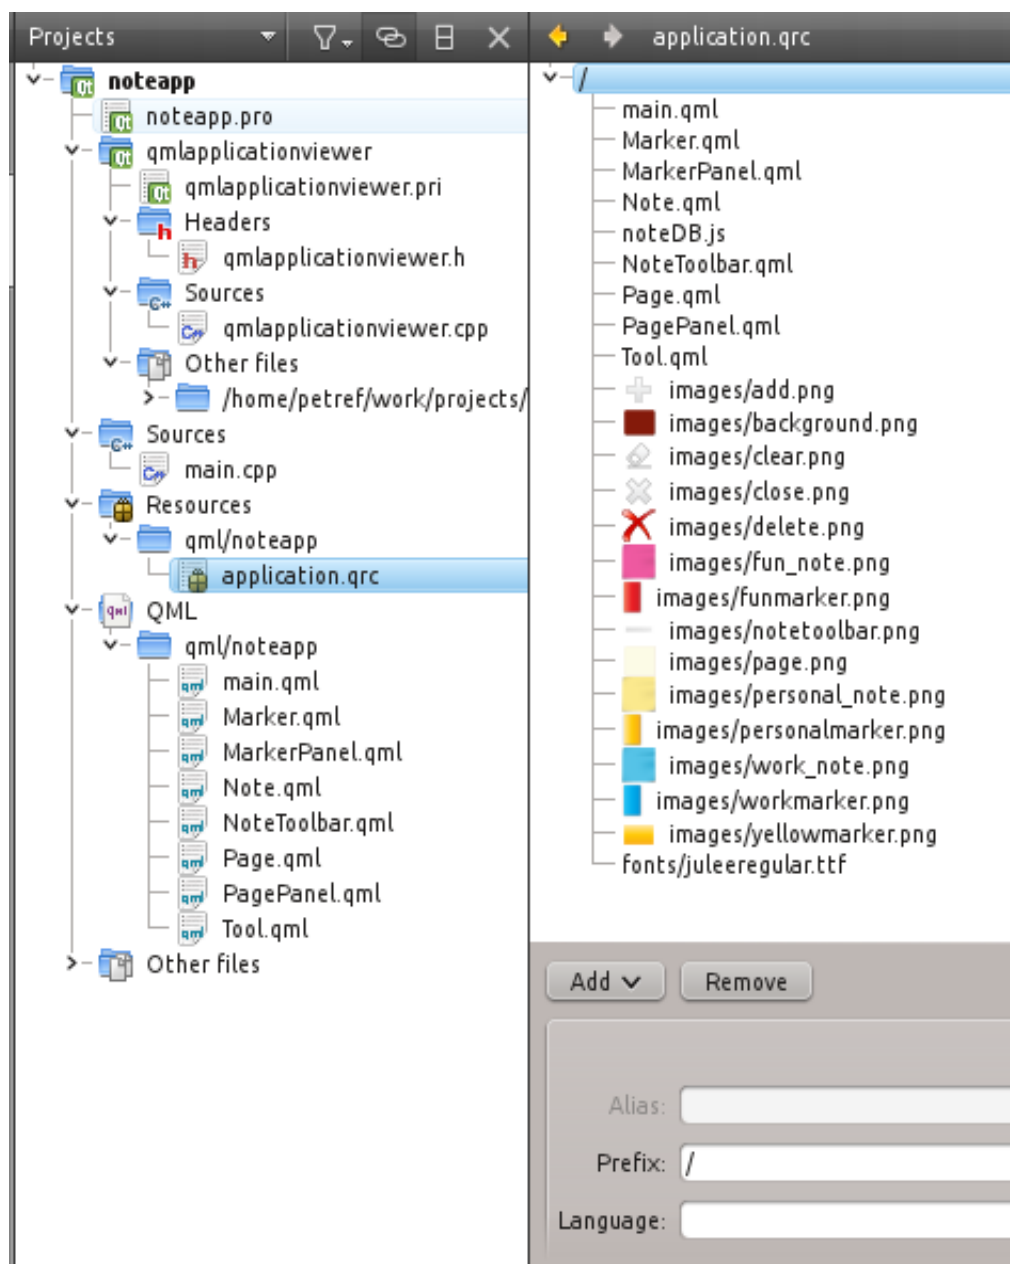 Projects
noteapp
noteapp.pro
qmlapplicationviewer
qmlapplicationviewer.pri
Headers
qmlapplicationviewer.h
Sources
qmlapplicationviewer.cpp
Other files
/home/petref/work/projects/
Sources
main.cpp
Resources
qml/noteapp
application.qrc
QML
qml/noteapp
main.qml
Marker.qml
MarkerPanel.qml
Note.qml
NoteToolbar.qml
Page.qml
PagePanel.qml
Tool.qml
Other files
application.qrc
/
main.qml
Marker.qml
MarkerPanel.qml
Note.qml
noteDB.js
NoteToolbar.qml
Page.qml
PagePanel.qml
Tool.qml
images/add.png
images/background.png
images/clear.png
images/close.png
images/delete.png
images/fun_note.png
images/funmarker.png
images/notetoolbar.png
images/page.png
images/personal_note.png
images/personalmarker.png
images/work_note.png
images/workmarker.png
images/yellowmarker.png
fonts/juleeregular.ttf
Add
Remove
Alias:
Prefix: /
Language: